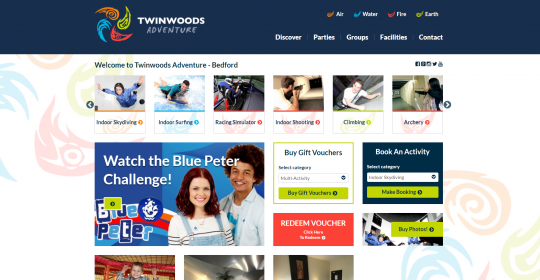 TWINWOODS
ADVENTURE
Air
Water
Fire
Earth
Discover
Parties
Groups
Facilities
Contact
Welcome to Twinwoods Adventure - Bedford
Indoor Skydiving
Indoor Surfing
Racing Simulator
Indoor Shooting
Climbing
Archery
Watch the Blue Peter
Challenge!
Blue
Peter
Buy Gift Vouchers
Select category
Multi-Activity
Buy Gift Vouchers
REDEEM VOUCHER
Click Here
To Redeem
Book An Activity
Select category
Indoor Skydiving
Make Booking
Buy Photos!